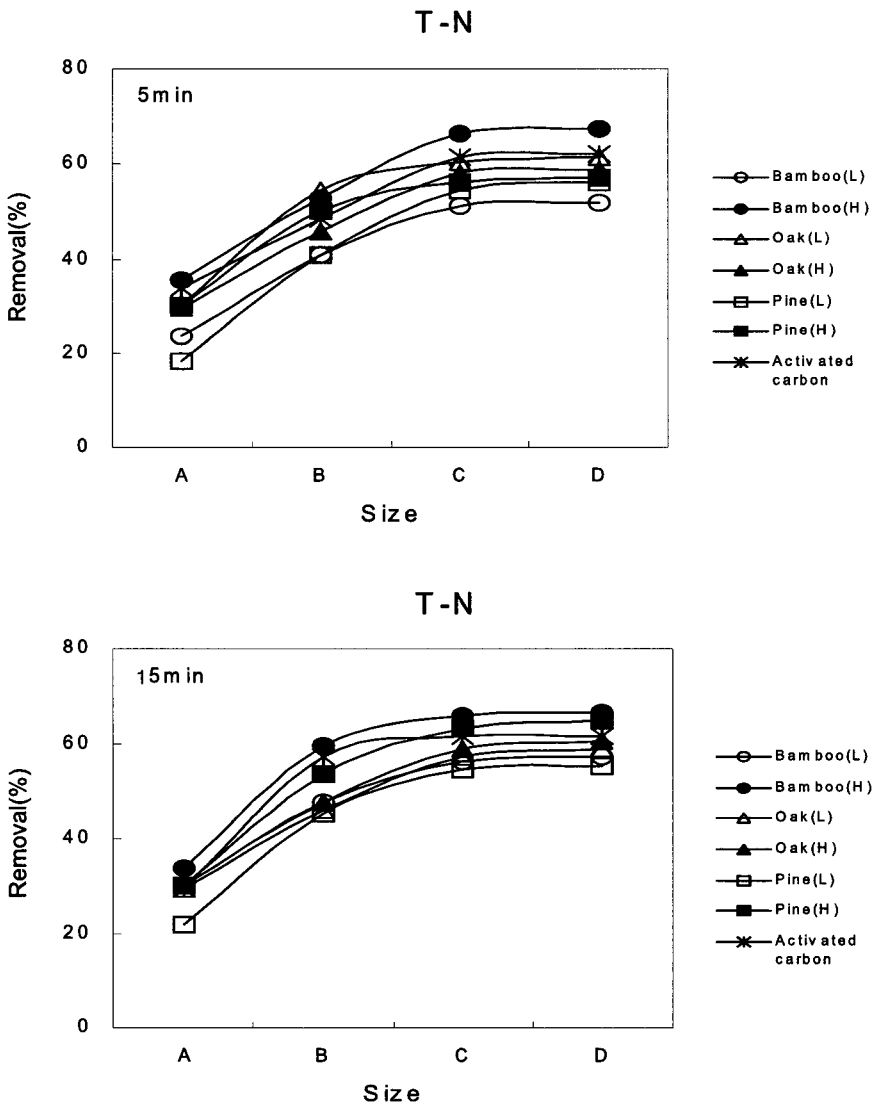 T-N
80
5min
60
40
20
0
Removal(%)
A B C D
Size
Bamboo(L)
Bamboo(H)
Oak(L)
Oak(H)
Pine(L)
Pine(H)
Activated
carbon
T-N
80
15min
60
40
20
0
Removal(%)
A B C D
Size
Bamboo(L)
Bamboo(H)
Oak(L)
Oak(H)
Pine(L)
Pine(H)
Activated
carbon